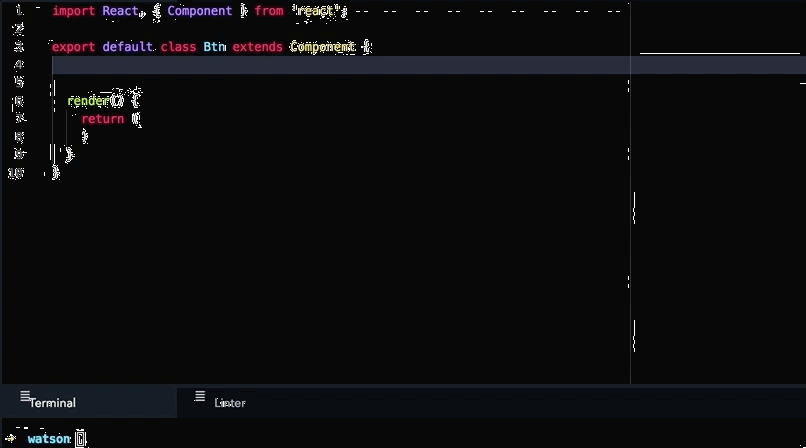 1 import React, { Component } from 'react';
2
3 export default class Btn extends Component {
4
5
6 render() {
7 return (
8 )
9 }
10 }
Terminal Linter
→ watson